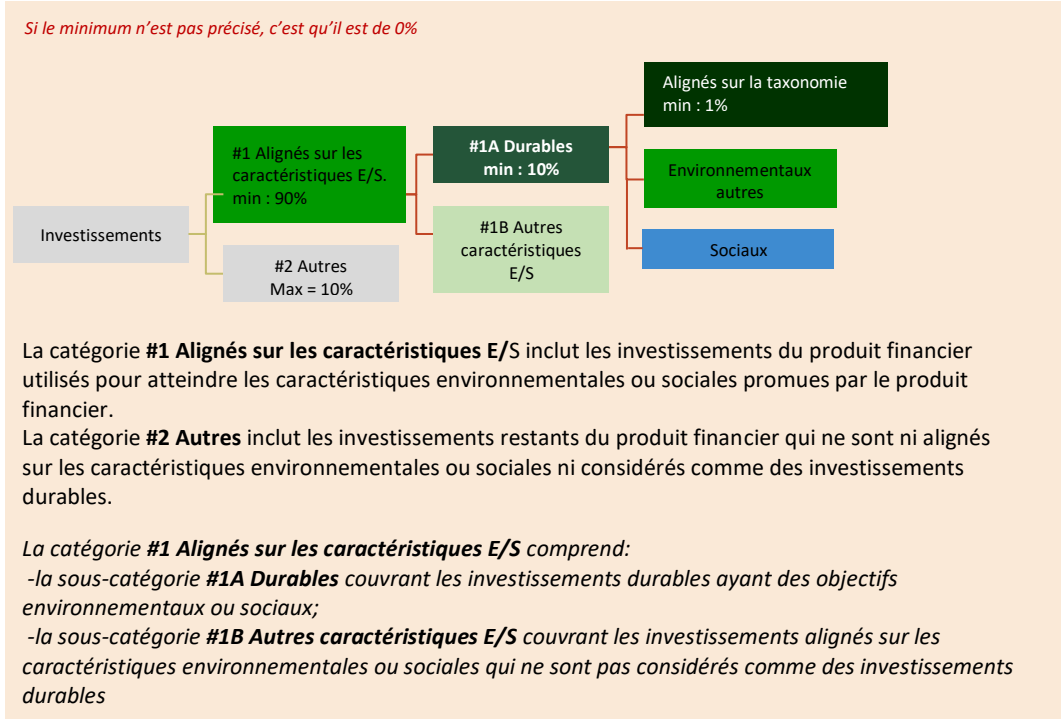 Si le minimum n’est pas précisé, c’est qu’il est de 0%
Investissements
#1 Alignés sur les
caractéristiques E/S.
min : 90%
#2 Autres
Max = 10%
#1A Durables
min : 10%
#1B Autres
caractéristiques
E/S
Alignés sur la taxonomie
min : 1%
Environnementaux
autres
Sociaux
La catégorie #1 Alignés sur les caractéristiques E/S inclut les investissements du produit financier
utilisés pour atteindre les caractéristiques environnementales ou sociales promues par le produit
financier.
La catégorie #2 Autres inclut les investissements restants du produit financier qui ne sont ni alignés
sur les caractéristiques environnementales ou sociales ni considérés comme des investissements
durables.
La catégorie #1 Alignés sur les caractéristiques E/S comprend:
-la sous-catégorie #1A Durables couvrant les investissements durables ayant des objectifs
environnementaux ou sociaux;
-la sous-catégorie #1B Autres caractéristiques E/S couvrant les investissements alignés sur les
caractéristiques environnementales ou sociales qui ne sont pas considérés comme des investissements
durables